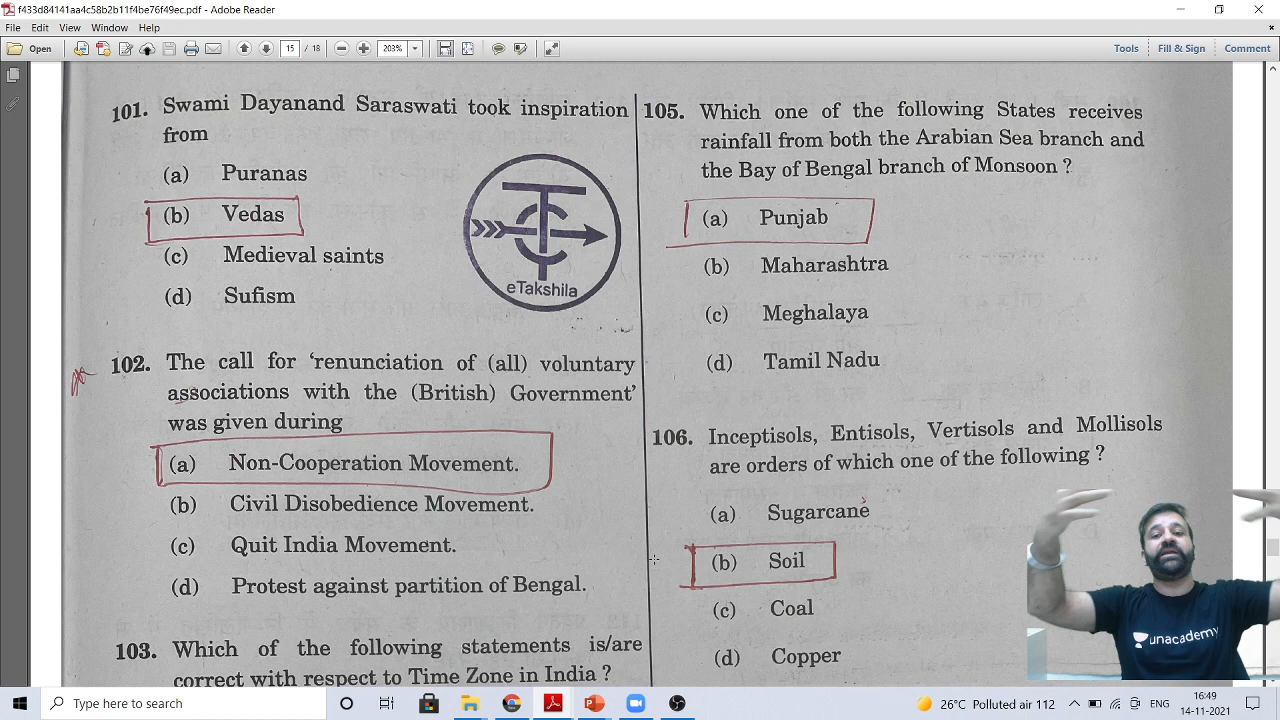 f433d84141aa4c58b2b11f4be76f49ec.pdf - Adobe Reader
File Edit View Window Help
Open 15 / 18 203% Tools Fill & Sign Comment
101. Swami Dayanand Saraswati took inspiration
from
(a) Puranas
(b) Vedas
(c) Medieval saints
(d) Sufism
eTakshila
102. The call for 'renunciation of (all) voluntary
associations with the (British) Government'
was given during
(a) Non-Cooperation Movement.
(b) Civil Disobedience Movement.
(c) Quit India Movement.
(d) Protest against partition of Bengal.
103. Which of the following statements is/are
correct with respect to Time Zone in India ?
105. Which one of the following States receives
rainfall from both the Arabian Sea branch and
the Bay of Bengal branch of Monsoon ?
(a) Punjab
(b) Maharashtra
(c) Meghalaya
(d) Tamil Nadu
106. Inceptisols, Entisols, Vertisols and Mollisols
are orders of which one of the following ?
(a) Sugarcane
(b) Soil
(c) Coal
(d) Copper
unacademy
Type here to search
26°C Polluted air 112 ENG
16:49
14-11-2021